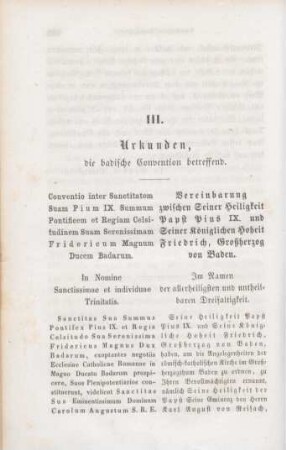 III.
Urkunden,
die badische Convention betreffend.
Conventio inter Sanctitatem
Suam Pium IX. Summum
Pontificem et Regiam Celsi-
tudinem Suam Serenissimam
Fridericum Magnum
Ducem Badarum.
In Nomine
Sanctissimae et individuae
Trinitatis.
Sanctitas Sua Summus
Pontifex Pius IX. et Regia
Celsitudo Sua Serenissima
Fridericus Magnus Dux
Badarum, cupientes negotiis
Ecclesiae Catholicae Romanae in
Magno Ducatu Badarum prospi-
cere, Suos Plenipotentiarios con-
stituerunt, videlicet Sanctitas
Sua Eminentissimum Dominum
Carolum Augustum S. R. E.
Vereinbarung
zwischen Seiner Heiligkeit
Papst Pius IX. und
Seiner Königlichen Hoheit
Friedrich, Großherzog
von Baden.
Im Namen
der allerheiligsten und untheil-
baren Dreifaltigkeit.
Seine Heiligkeit Papst
Pius IX. und Seine König-
liche Hoheit Friedrich,
Großherzog von Baden, haben,
um die Angelegenheiten der
katholischen Kirche im Groß-
herzogthum Baden zu ordnen, zu
Ihren Bevollmächtigten ernannt,
und zwar Seine Heiligkeit der
Papst Seine Eminenz den Herrn
Karl August von Reisach,